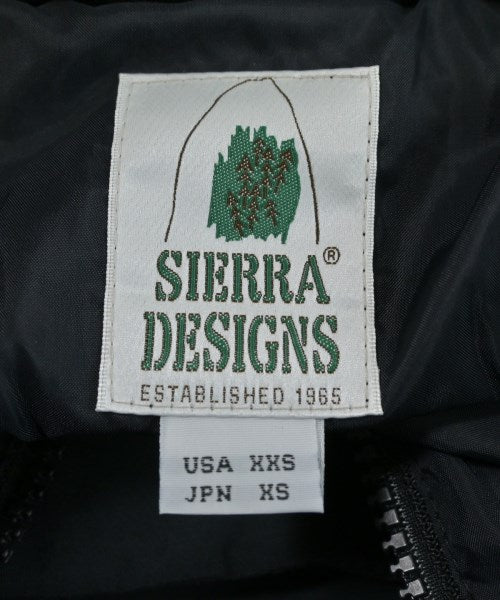 SIERRA®
DESIGNS
ESTABLISHED 1965
USA XXS
JPN XS